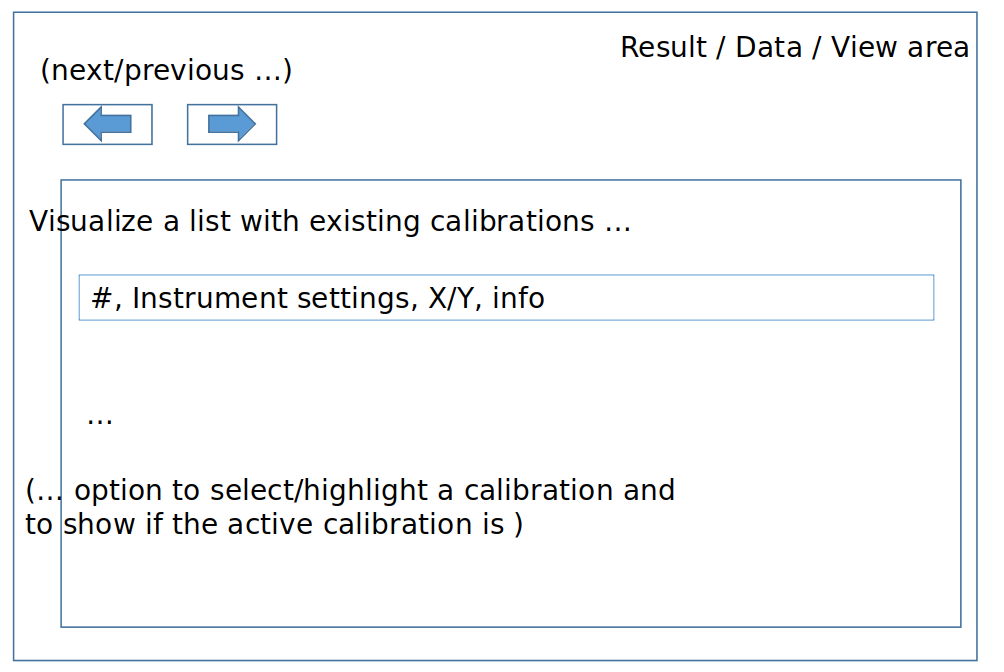 Result / Data / View area
(next/previous ...)
Visualize a list with existing calibrations ...
#, Instrument settings, X/Y, info
...
(... option to select/highlight a calibration and
to show if the active calibration is )